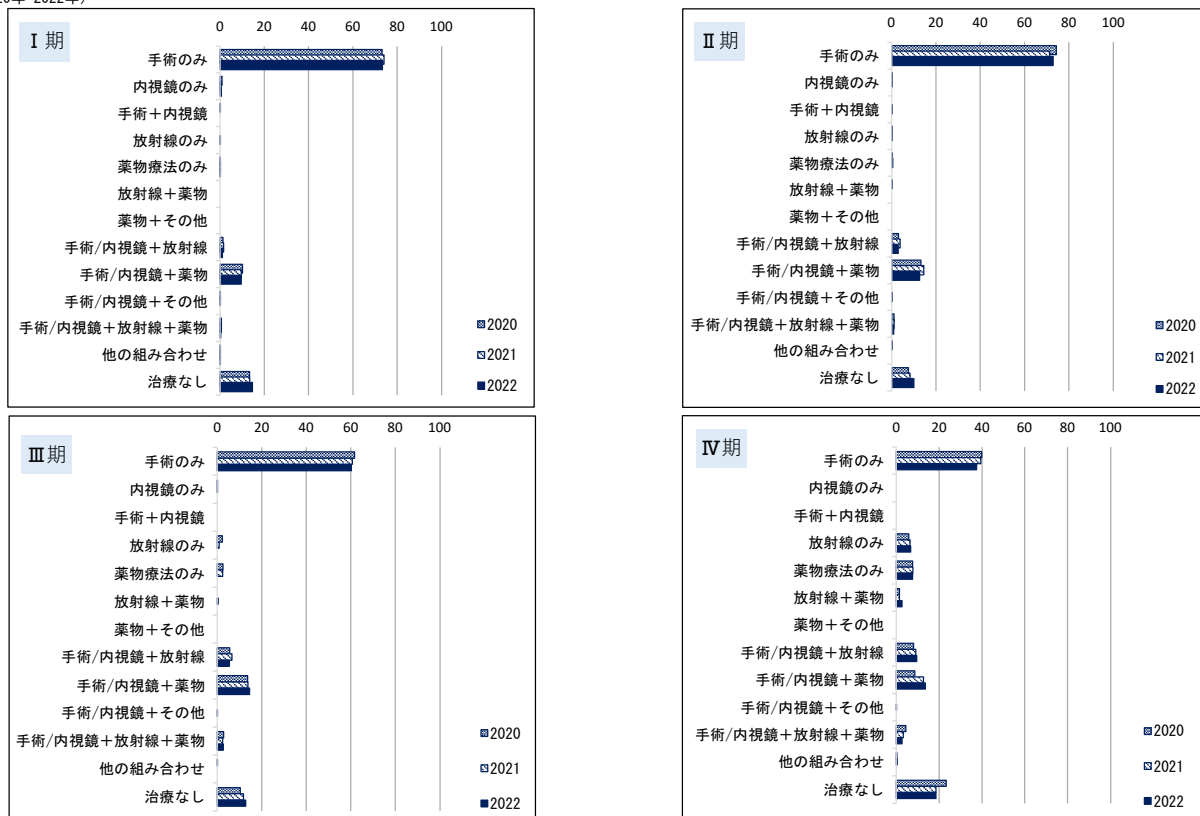 Ⅰ期
0 20 40 60 80 100
手術のみ
内視鏡のみ
手術＋内視鏡
放射線のみ
薬物療法のみ
放射線＋薬物
薬物＋その他
手術/内視鏡＋放射線
手術/内視鏡＋薬物
手術/内視鏡＋その他
手術/内視鏡＋放射線＋薬物
他の組み合わせ
治療なし
2020
2021
2022
Ⅱ期
0 20 40 60 80 100
手術のみ
内視鏡のみ
手術＋内視鏡
放射線のみ
薬物療法のみ
放射線＋薬物
薬物＋その他
手術/内視鏡＋放射線
手術/内視鏡＋薬物
手術/内視鏡＋その他
手術/内視鏡＋放射線＋薬物
他の組み合わせ
治療なし
2020
2021
2022
Ⅲ期
0 20 40 60 80 100
手術のみ
内視鏡のみ
手術＋内視鏡
放射線のみ
薬物療法のみ
放射線＋薬物
薬物＋その他
手術/内視鏡＋放射線
手術/内視鏡＋薬物
手術/内視鏡＋その他
手術/内視鏡＋放射線＋薬物
他の組み合わせ
治療なし
2020
2021
2022
Ⅳ期
0 20 40 60 80 100
手術のみ
内視鏡のみ
手術＋内視鏡
放射線のみ
薬物療法のみ
放射線＋薬物
薬物＋その他
手術/内視鏡＋放射線
手術/内視鏡＋薬物
手術/内視鏡＋その他
手術/内視鏡＋放射線＋薬物
他の組み合わせ
治療なし
2020
2021
2022